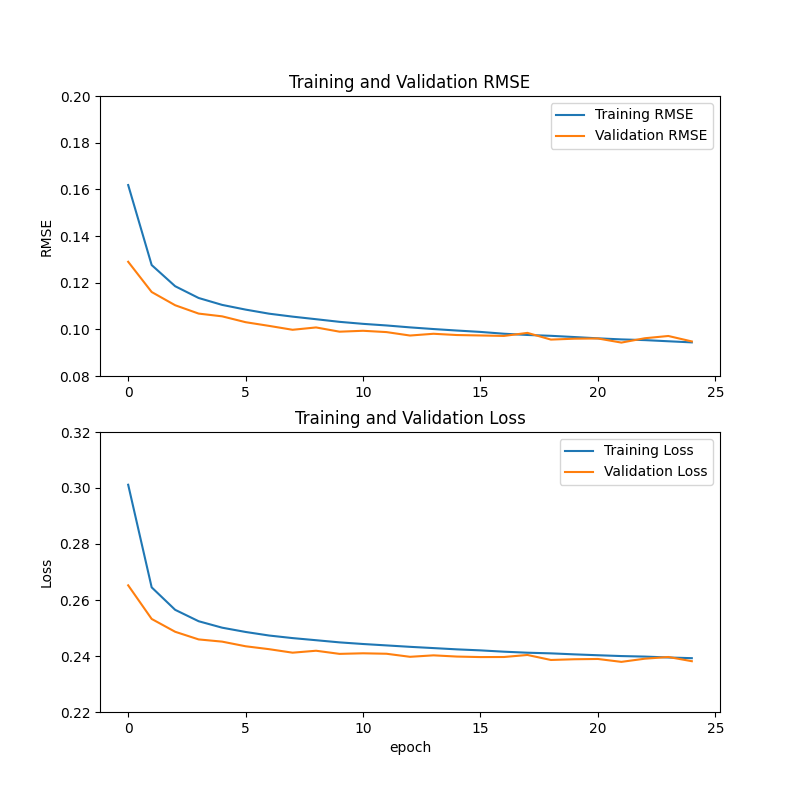 Training and Validation RMSE
0.20
0.18
0.16
0.14
0.12
0.10
0.08
RMSE
Training RMSE
Validation RMSE
0 5 10 15 20 25
Training and Validation Loss
0.32
0.30
0.28
0.26
0.24
0.22
Loss
Training Loss
Validation Loss
0 5 10 15 20 25
epoch